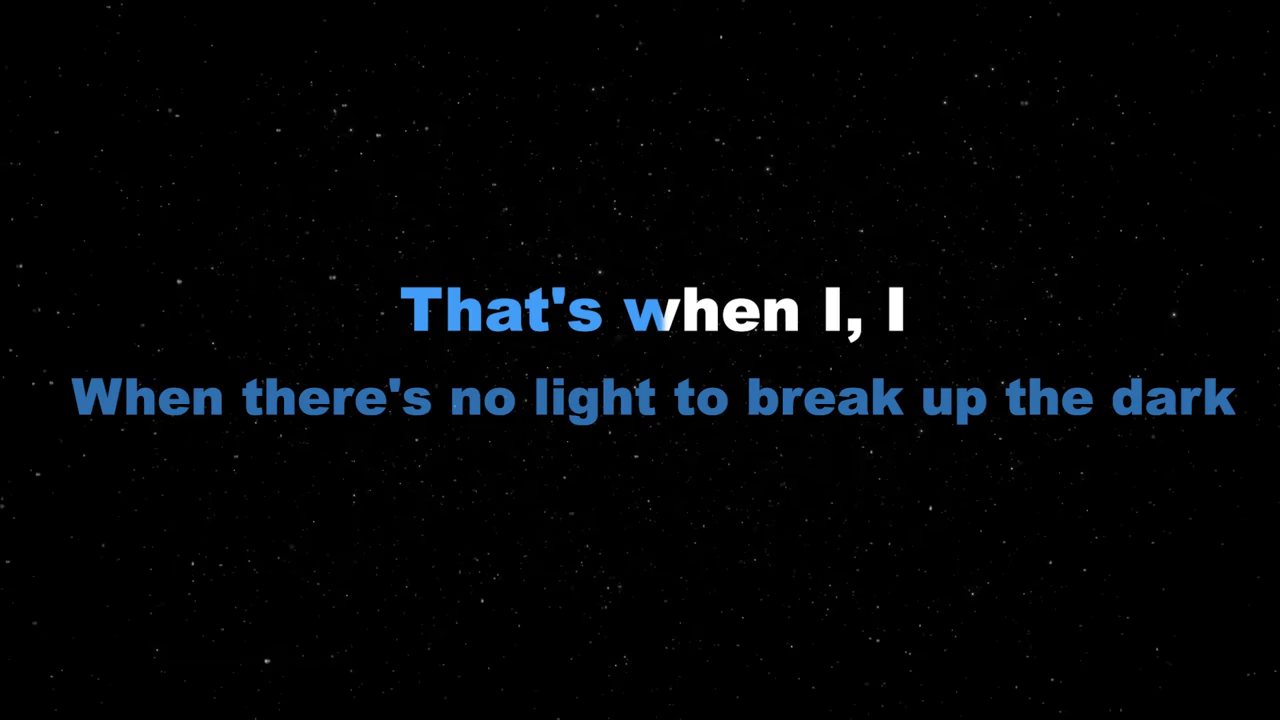 That's when I, I
When there's no light to break up the dark